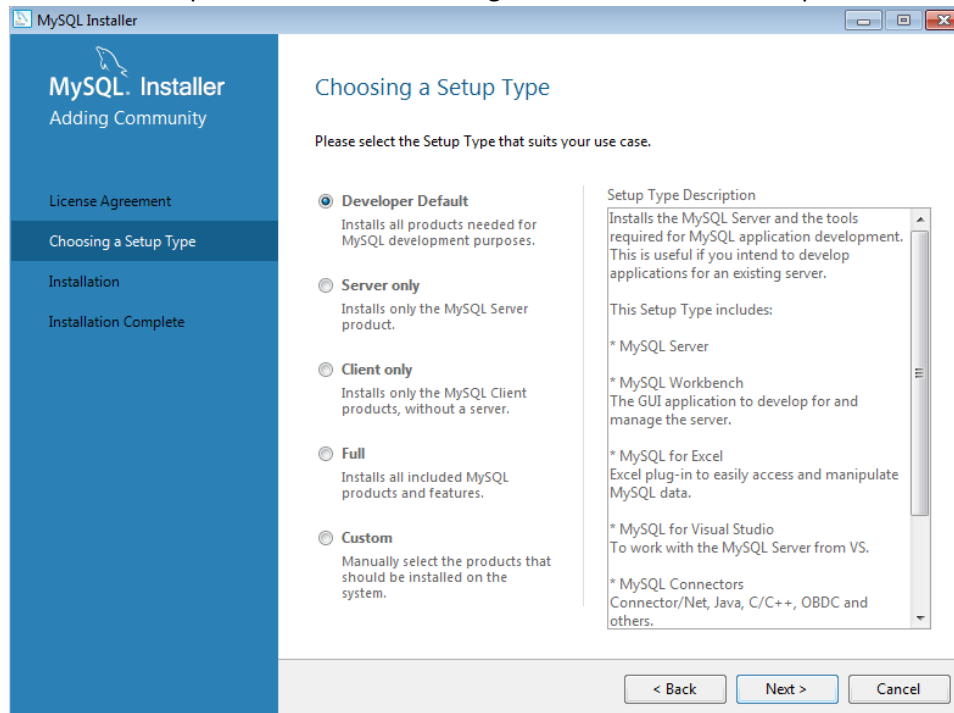 MySQL Installer
MySQL. Installer
Adding Community
License Agreement
Choosing a Setup Type
Installation
Installation Complete
Choosing a Setup Type
Please select the Setup Type that suits your use case.
Developer Default
Installs all products needed for
MySQL development purposes.
Server only
Installs only the MySQL Server
product.
Client only
Installs only the MySQL Client
products, without a server.
Full
Installs all included MySQL
products and features.
Custom
Manually select the products that
should be installed on the
system.
Setup Type Description
Installs the MySQL Server and the tools
required for MySQL application development.
This is useful if you intend to develop
applications for an existing server.
This Setup Type includes:
* MySQL Server
* MySQL Workbench
The GUI application to develop for and
manage the server.
* MySQL for Excel
Excel plug-in to easily access and manipulate
MySQL data.
* MySQL for Visual Studio
To work with the MySQL Server from VS.
* MySQL Connectors
Connector/Net, Java, C/C++, OBDC and
others.
< Back
Next >
Cancel